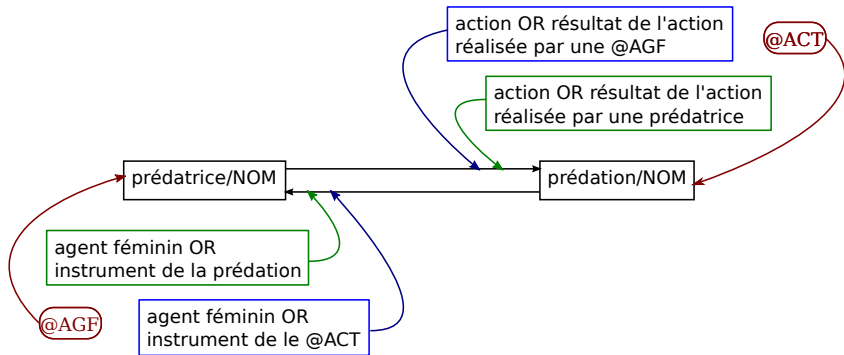 action OR résultat de l'action
réalisée par une @AGF
@ACT
action OR résultat de l'action
réalisée par une prédatrice
prédatrice/NOM
prédation/NOM
agent féminin OR
instrument de la prédation
@AGF
agent féminin OR
instrument de le @ACT